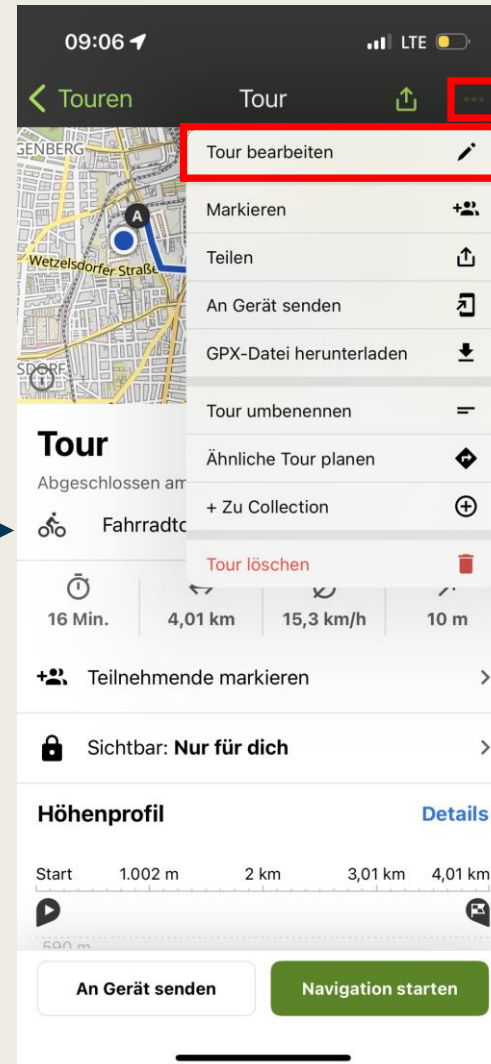 09:06
LTE
Touren
Tour
GENBERG
Tour bearbeiten
A
Markieren
Wetzelsdorfer Straße
Teilen
An Gerät senden
GPX-Datei herunterladen
Tour umbenennen
Tour
Ähnliche Tour planen
Abgeschlossen am
+ Zu Collection
Fahrradto
Tour löschen
16 Min.
4,01 km
15,3 km/h
10 m
Teilnehmende markieren
Sichtbar: Nur für dich
Höhenprofil
Details
Start 1.002 m 2 km 3,01 km 4,01 km
590 m
An Gerät senden
Navigation starten